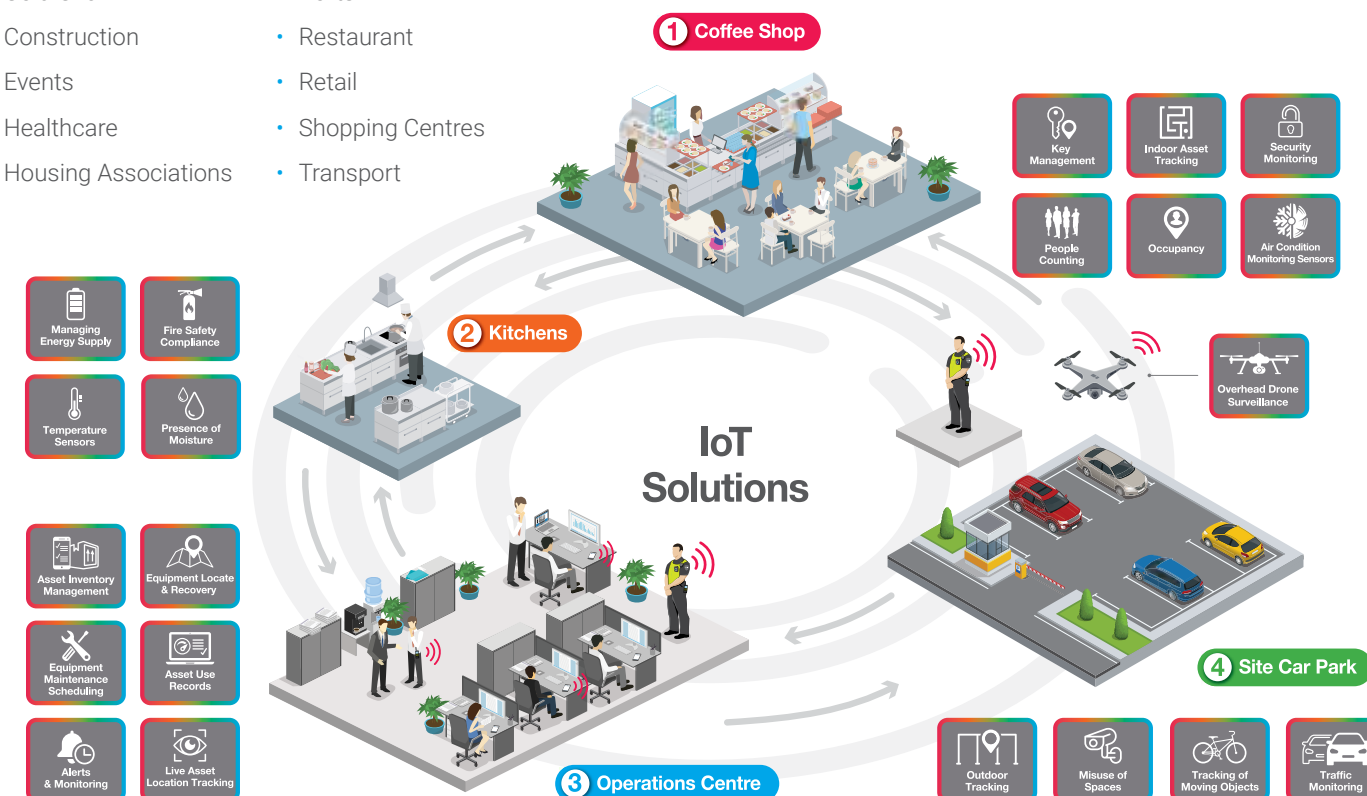 Construction
Events
Healthcare
Housing Associations
• Restaurant
• Retail
• Shopping Centres
• Transport
1 Coffee Shop
Key
Management
Indoor Asset
Tracking
Security
Monitoring
People
Counting
Occupancy
Air Condition
Monitoring Sensors
Managing
Energy Supply
Fire Safety
Compliance
Temperature
Sensors
Presence of
Moisture
2 Kitchens
Overhead Drone
Surveillance
IoT
Solutions
Asset Inventory
Management
Equipment Locate
& Recovery
Equipment
Maintenance
Scheduling
Asset Use
Records
Alerts
& Monitoring
Live Asset
Location Tracking
3 Operations Centre
4 Site Car Park
Outdoor
Tracking
Misuse of
Spaces
Tracking of
Moving Objects
Traffic
Monitoring